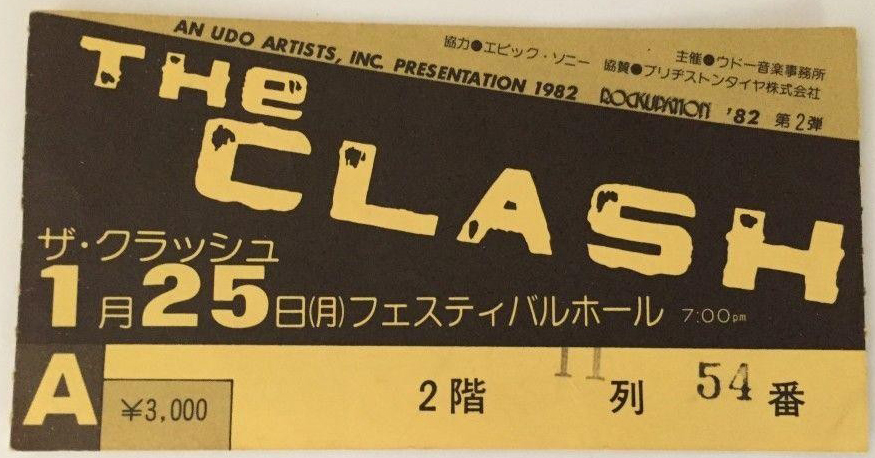 AN UDO ARTISTS, INC. PRESENTATION 1982 ROCKUPATION '82 第2弾
協力●エピック・ソニー
主催●ウドー音楽事務所
協賛●ブリヂストンタイヤ株式会社
THe
CLASH
ザ・クラッシュ
1月25日(月)フェスティバルホール 7:00pm
A ¥3,000 2階 11列 54番